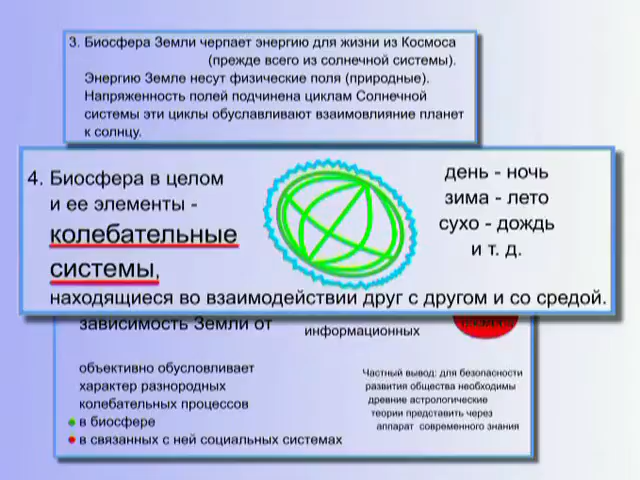 3. Биосфера Земли черпает энергию для жизни из Космоса
(прежде всего из солнечной системы).
Энергию Земле несут физические поля (природные).
Напряженность полей подчинена циклам Солнечной
системы эти циклы обуславливают взаимовлияние планет
к солнцу.
4. Биосфера в целом
и ее элементы -
колебательные
системы,
находящиеся во взаимодействии друг с другом и со средой.
день - ночь
зима - лето
сухо - дождь
и т. д.
зависимость Земли от
информационных
объективно обусловливает
характер разнородных
колебательных процессов
в биосфере
в связанных с ней социальных системах
Частный вывод: для безопасности
развития общества необходимы
древние астрологические
теории представить через
аппарат современного знания